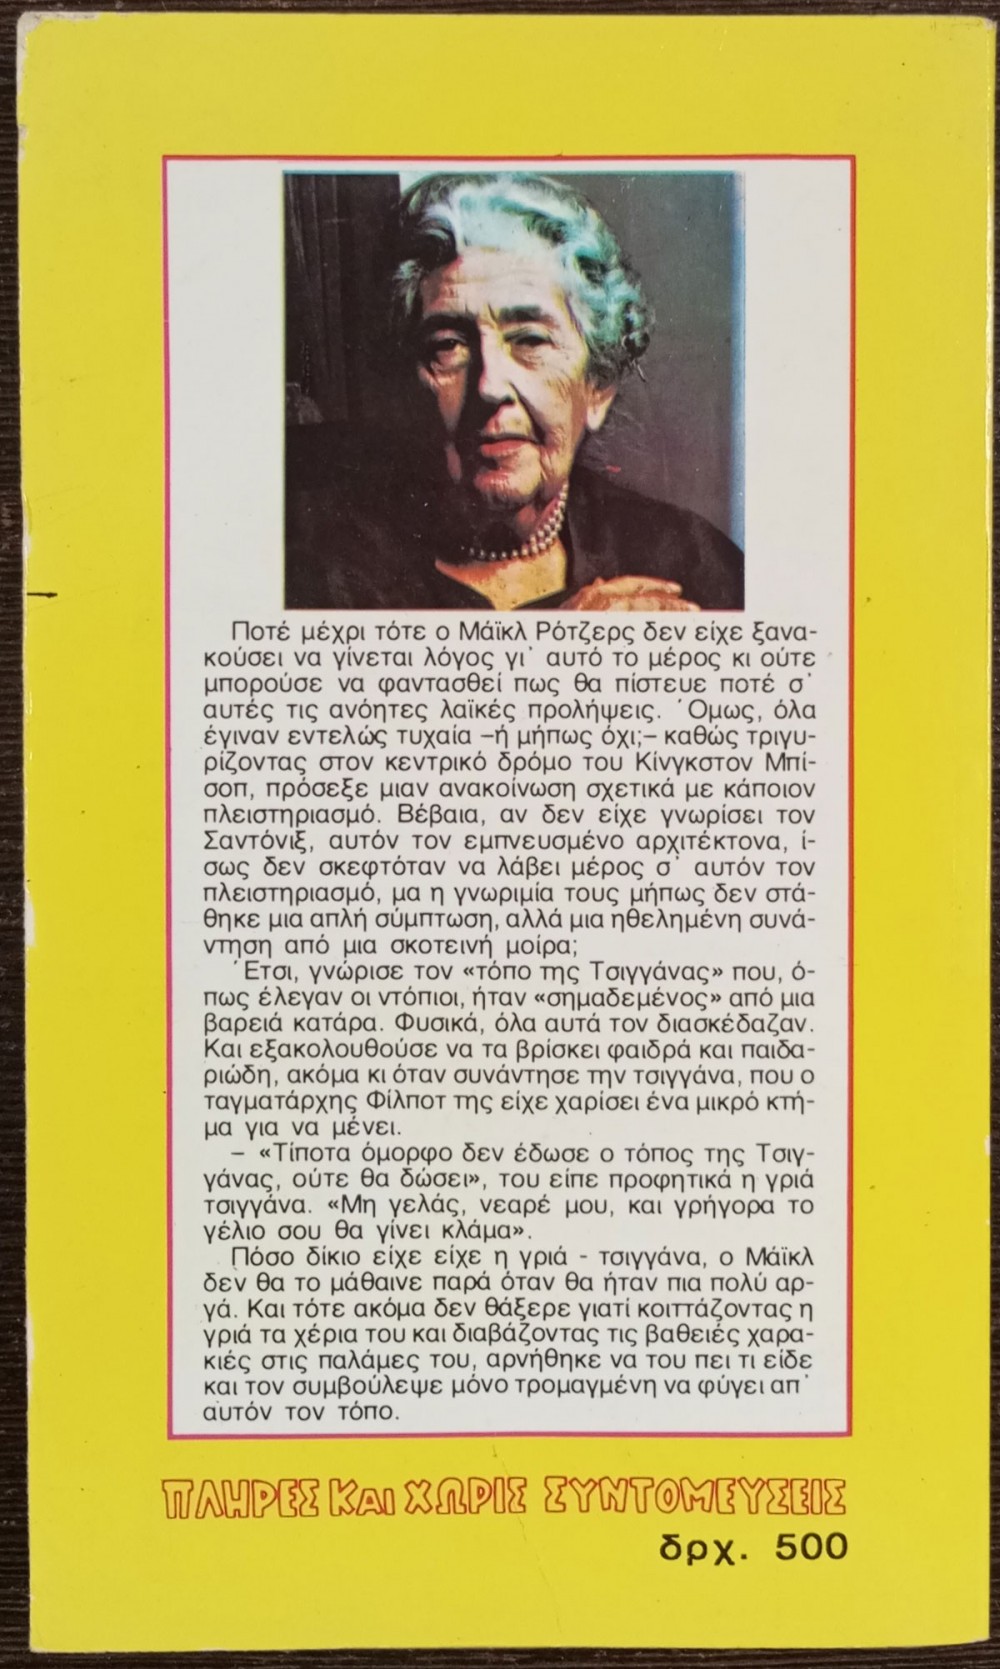 Ποτέ μέχρι τότε ο Μάϊκλ Ρότζερς δεν είχε ξανα-
κούσει να γίνεται λόγος γι᾿ αυτό το μέρος κι ούτε
μπορούσε να φαντασθεί πως θα πίστευε ποτέ σ᾿
αυτές τις ανόητες λαϊκές προλήψεις. ΄Ομως, όλα
έγιναν εντελώς τυχαία –ή μήπως όχι;– καθώς τριγυ-
ρίζοντας στον κεντρικό δρόμο του Κίνγκστον Μπί-
σοπ, πρόσεξε μιαν ανακοίνωση σχετικά με κάποιον
πλειστηριασμό. Βέβαια, αν δεν είχε γνωρίσει τον
Σαντόνιξ, αυτόν τον εμπνευσμένο αρχιτέκτονα, ί-
σως δεν σκεφτόταν να λάβει μέρος σ᾿ αυτόν τον
πλειστηριασμό, μα η γνωριμία τους μήπως δεν στά-
θηκε μια απλή σύμπτωση, αλλά μια ηθελημένη συνά-
ντηση από μια σκοτεινή μοίρα;
΄Ετσι, γνώρισε τον «τόπο της Τσιγγάνας» που, ό-
πως έλεγαν οι ντόπιοι, ήταν «σημαδεμένος» από μια
βαρειά κατάρα. Φυσικά, όλα αυτά τον διασκέδαζαν.
Και εξακολουθούσε να τα βρίσκει φαιδρά και παιδα-
ριώδη, ακόμα κι όταν συνάντησε την τσιγγάνα, που ο
ταγματάρχης Φίλποτ της είχε χαρίσει ένα μικρό κτή-
μα για να μένει.
– «Τίποτα όμορφο δεν έδωσε ο τόπος της Τσιγ-
γάνας, ούτε θα δώσει», του είπε προφητικά η γριά
τσιγγάνα. «Μη γελάς, νεαρέ μου, και γρήγορα το
γέλιο σου θα γίνει κλάμα».
Πόσο δίκιο είχε είχε η γριά - τσιγγάνα, ο Μάϊκλ
δεν θα το μάθαινε παρά όταν θα ήταν πια πολύ αρ-
γά. Και τότε ακόμα δεν θάξερε γιατί κοιττάζοντας η
γριά τα χέρια του και διαβάζοντας τις βαθειές χαρα-
κιές στις παλάμες του, αρνήθηκε να του πει τι είδε
και τον συμβούλεψε μόνο τρομαγμένη να φύγει απ᾿
αυτόν τον τόπο.
ΠΛΗΡΕΣ ΚΑΙ ΧΩΡΙΣ ΣΥΝΤΟΜΕΥΣΕΙΣ
δρχ. 500